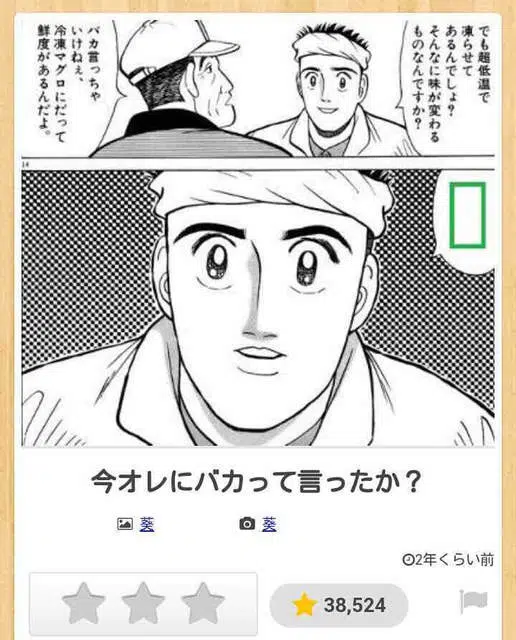 でも超低温で
凍らせて
あるんでしょ？
そんなに味が変わる
ものなんですか？
バカ言っちゃ
いけねぇ、
冷凍マグロにだって
鮮度があるんだよ。
14
今オレにバカって言ったか？
葵
葵
2年くらい前
38,524